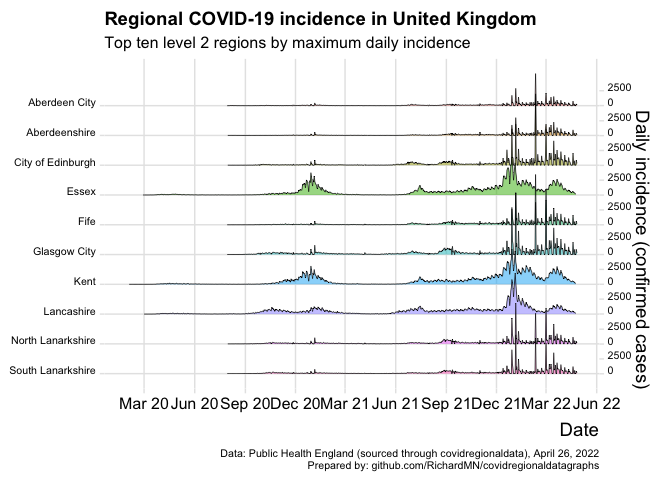 Regional COVID-19 incidence in United Kingdom
Top ten level 2 regions by maximum daily incidence
Aberdeen City
2500
0
Aberdeenshire
2500
0
City of Edinburgh
2500
0
Essex
2500
0
Fife
2500
0
Glasgow City
2500
0
Kent
2500
0
Lancashire
2500
0
North Lanarkshire
2500
0
South Lanarkshire
2500
0
Daily incidence (confirmed cases)
Mar 20 Jun 20 Sep 20 Dec 20 Mar 21 Jun 21 Sep 21 Dec 21 Mar 22 Jun 22
Date
Data: Public Health England (sourced through covidregionaldata), April 26, 2022
Prepared by: github.com/RichardMN/covidregionaldatagraphs